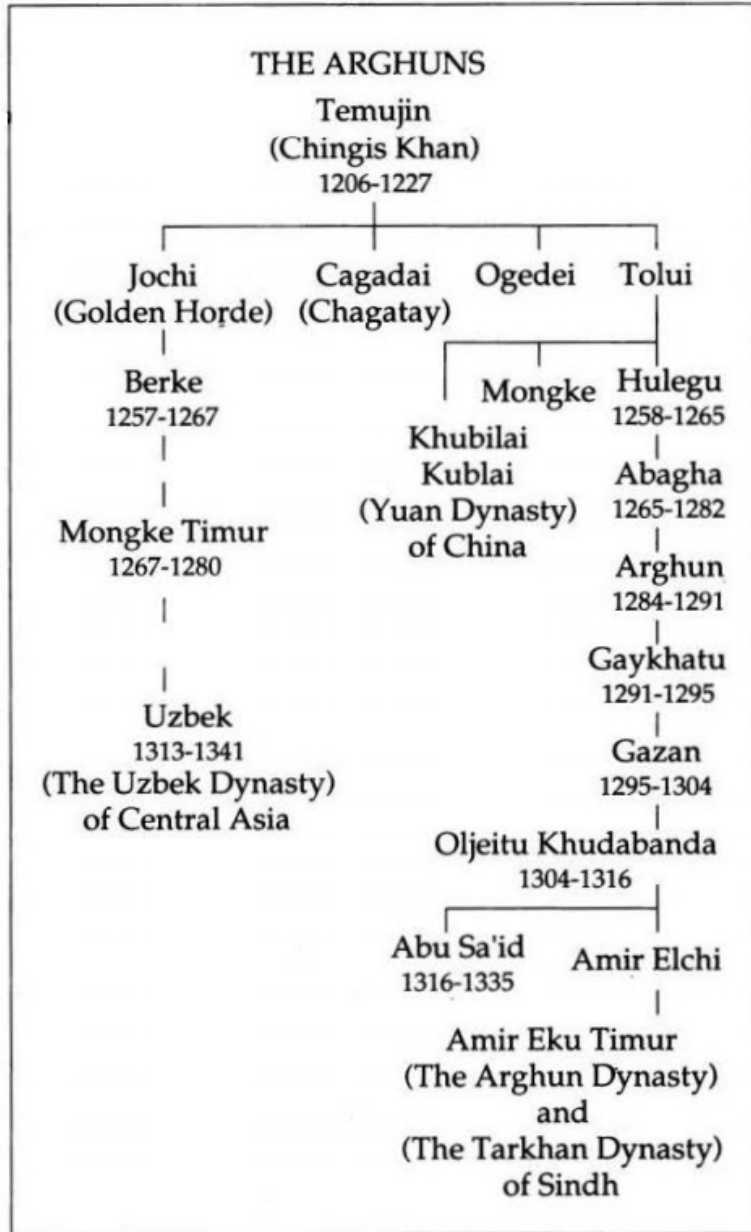 THE ARGHUNS
Temujin
(Chingis Khan)
1206-1227
Jochi
(Golden Horde)
Cagadai
(Chagatay)
Ogedei
Tolui
Berke
1257-1267
Mongke Timur
1267-1280
Uzbek
1313-1341
(The Uzbek Dynasty)
of Central Asia
Khubilai
Kublai
(Yuan Dynasty)
of China
Mongke
Hulegu
1258-1265
Abagha
1265-1282
Arghun
1284-1291
Gaykhatu
1291-1295
Gazan
1295-1304
Oljeitu Khudabanda
1304-1316
Abu Sa'id
1316-1335
Amir Elchi
Amir Eku Timur
(The Arghun Dynasty)
and
(The Tarkhan Dynasty)
of Sindh